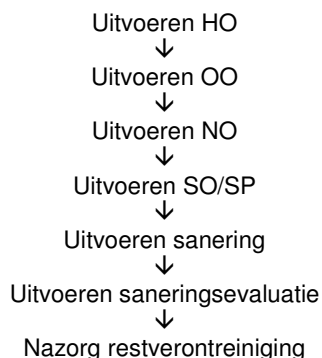 Uitvoeren HO
↓
Uitvoeren OO
↓
Uitvoeren NO
↓
Uitvoeren SO/SP
↓
Uitvoeren sanering
↓
Uitvoeren saneringsevaluatie
↓
Nazorg restverontreiniging